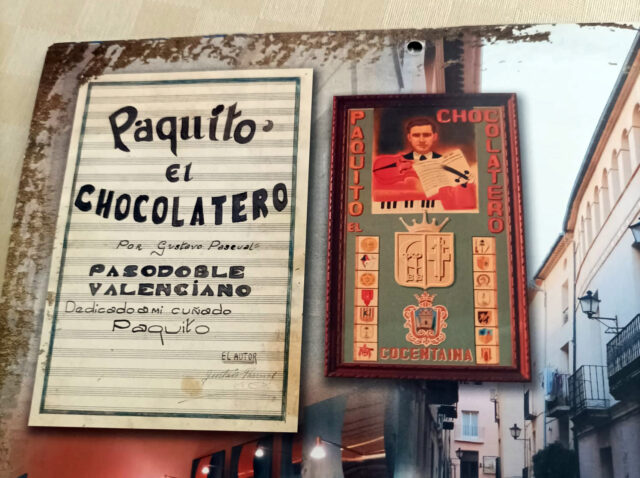 Paquito
EL
CHOCOLATERO
POR GUSTAVO PASCUAL
PASODOBLE
VALENCIANO
Dedicado a mi cuñado
Paquito
EL AUTOR
PAQUITO EL
CHOCOLATERO
COCENTAINA